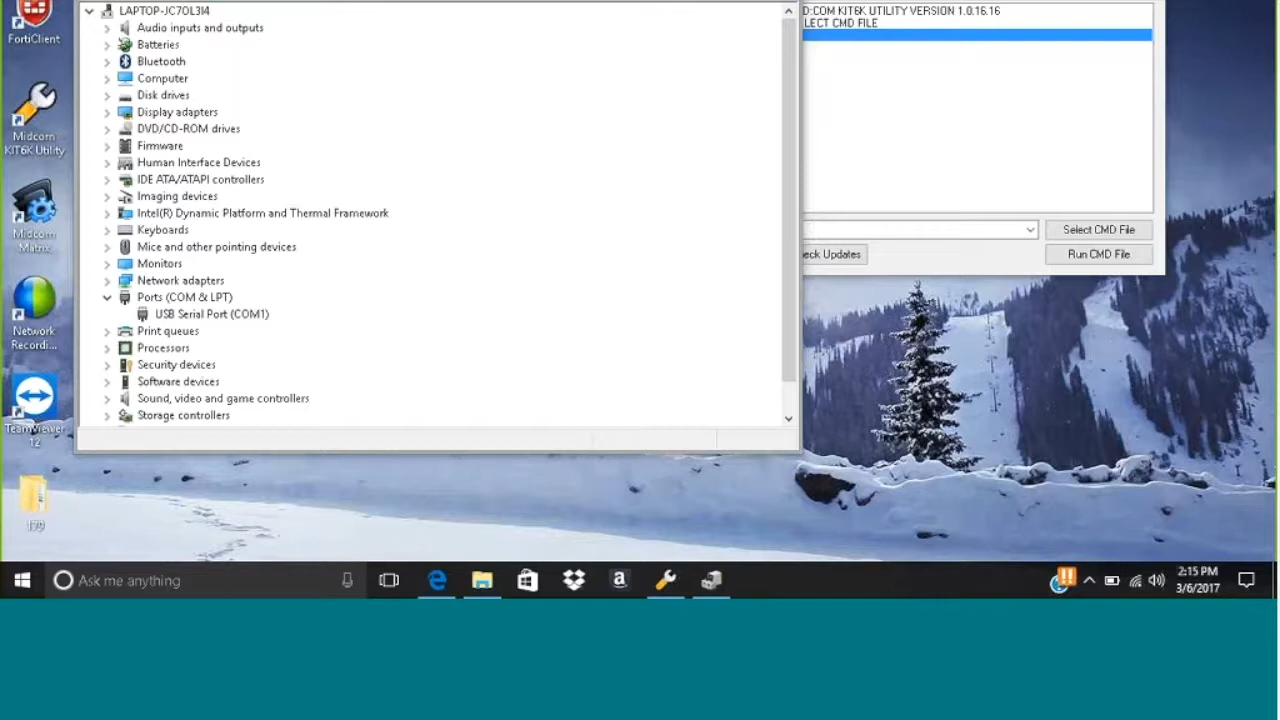 FortiClient
Midcom
KIT6K Utility
Midcom
Matrix
Network
Recordi...
TeamViewer
12
179
LAPTOP-JC7OL3I4
Audio inputs and outputs
Batteries
Bluetooth
Computer
Disk drives
Display adapters
DVD/CD-ROM drives
Firmware
Human Interface Devices
IDE ATA/ATAPI controllers
Imaging devices
Intel(R) Dynamic Platform and Thermal Framework
Keyboards
Mice and other pointing devices
Monitors
Network adapters
Ports (COM & LPT)
USB Serial Port (COM1)
Print queues
Processors
Security devices
Software devices
Sound, video and game controllers
Storage controllers
D:COM KIT6K UTILITY VERSION 1.0.16.16
LECT CMD FILE
Select CMD File
eck Updates
Run CMD File
Ask me anything
2:15 PM
3/6/2017